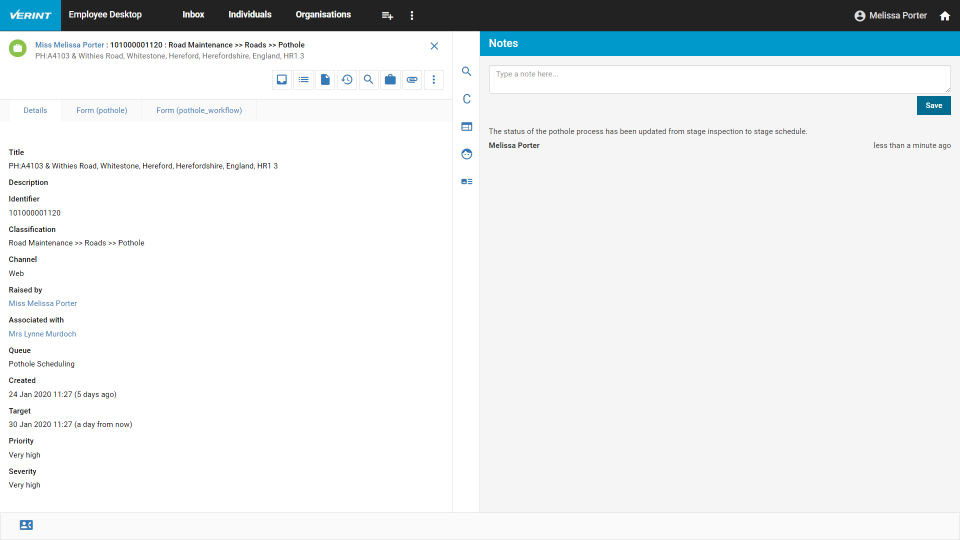 VERINT
Employee Desktop
Inbox
Individuals
Organisations
Melissa Porter
Miss Melissa Porter : 101000001120 : Road Maintenance >> Roads >> Pothole
PH:A4103 & Withies Road, Whitestone, Hereford, Herefordshire, England, HR1 3
Details
Form (pothole)
Form (pothole_workflow)
Title
PH:A4103 & Withies Road, Whitestone, Hereford, Herefordshire, England, HR1 3
Description
Identifier
101000001120
Classification
Road Maintenance >> Roads >> Pothole
Channel
Web
Raised by
Miss Melissa Porter
Associated with
Mrs Lynne Murdoch
Queue
Pothole Scheduling
Created
24 Jan 2020 11:27 (5 days ago)
Target
30 Jan 2020 11:27 (a day from now)
Priority
Very high
Severity
Very high
C
Notes
Type a note here...
Save
The status of the pothole process has been updated from stage inspection to stage schedule.
Melissa Porter
less than a minute ago